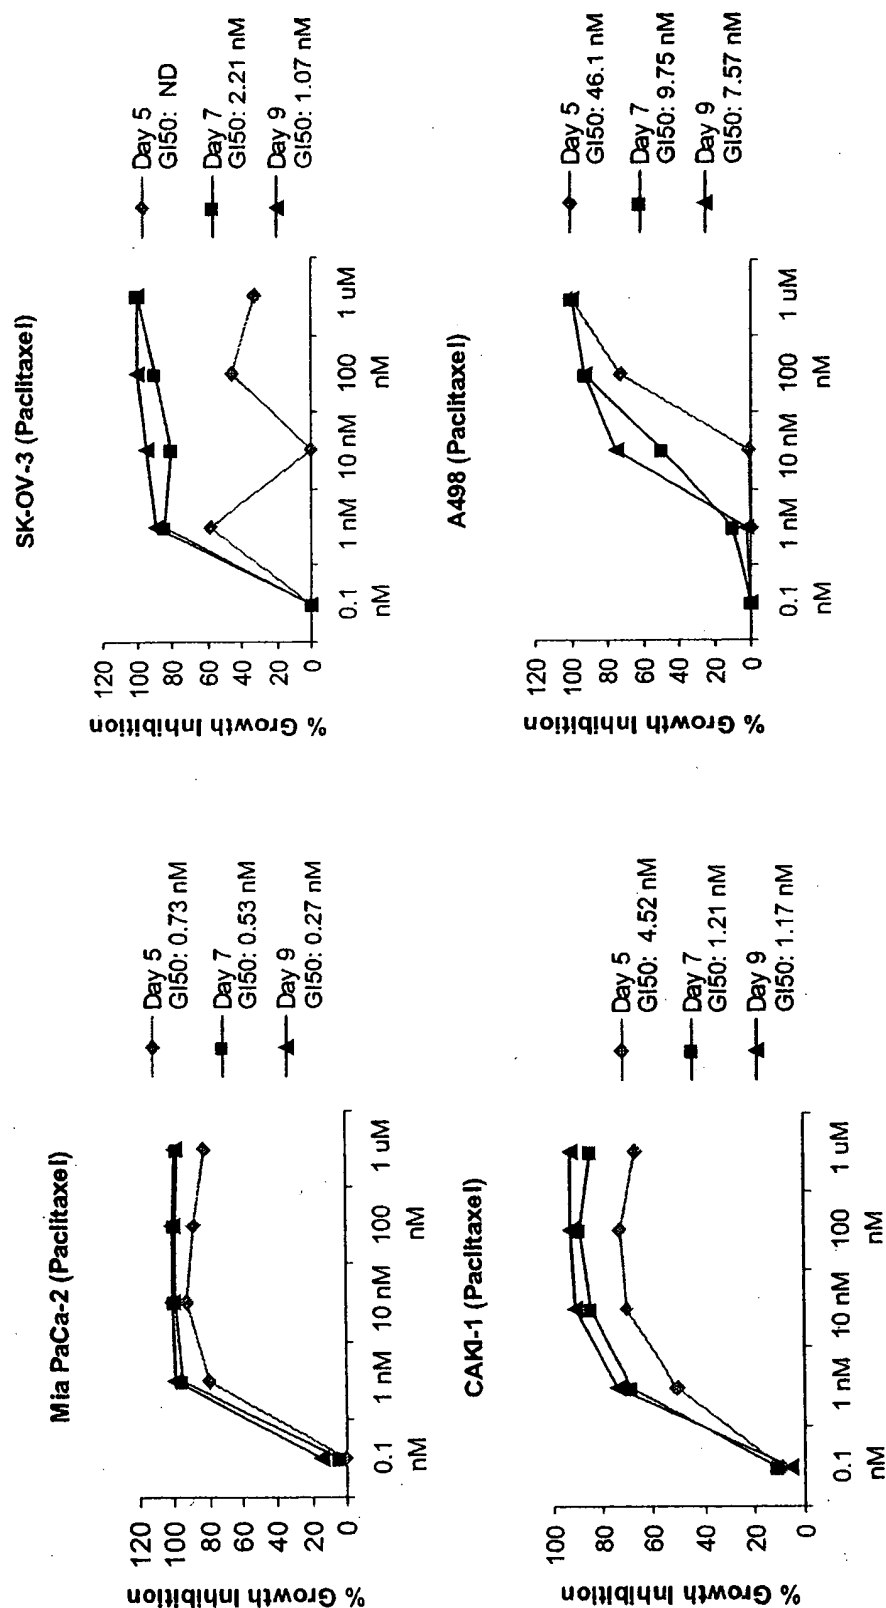 Mia PaCa-2 (Paclitaxel)
% Growth Inhibition
120
100
80
60
40
20
0
0.1 nM
1 nM
10 nM
100 nM
1 uM
Day 5
GI50: 0.73 nM
Day 7
GI50: 0.53 nM
Day 9
GI50: 0.27 nM
SK-OV-3 (Paclitaxel)
% Growth Inhibition
120
100
80
60
40
20
0
0.1 nM
1 nM
10 nM
100 nM
1 uM
Day 5
GI50: ND
Day 7
GI50: 2.21 nM
Day 9
GI50: 1.07 nM
CAKI-1 (Paclitaxel)
% Growth Inhibition
100
80
60
40
20
0
0.1 nM
1 nM
10 nM
100 nM
1 uM
Day 5
GI50: 4.52 nM
Day 7
GI50: 1.21 nM
Day 9
GI50: 1.17 nM
A498 (Paclitaxel)
% Growth Inhibition
120
100
80
60
40
20
0
0.1 nM
1 nM
10 nM
100 nM
1 uM
Day 5
GI50: 46.1 nM
Day 7
GI50: 9.75 nM
Day 9
GI50: 7.57 nM